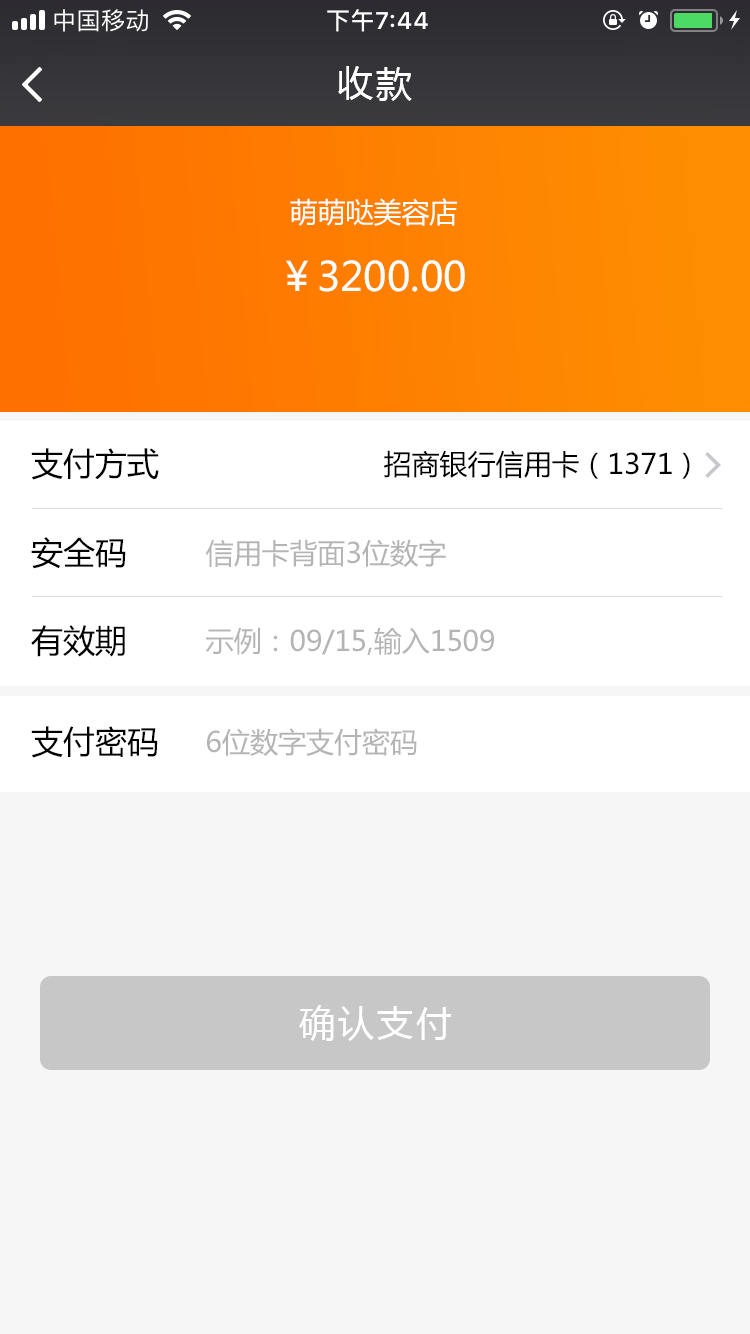 中国移动 下午7:44
收款
萌萌哒美容店
¥ 3200.00
支付方式 招商银行信用卡（1371）
安全码 信用卡背面3位数字
有效期 示例：09/15,输入1509
支付密码 6位数字支付密码
确认支付